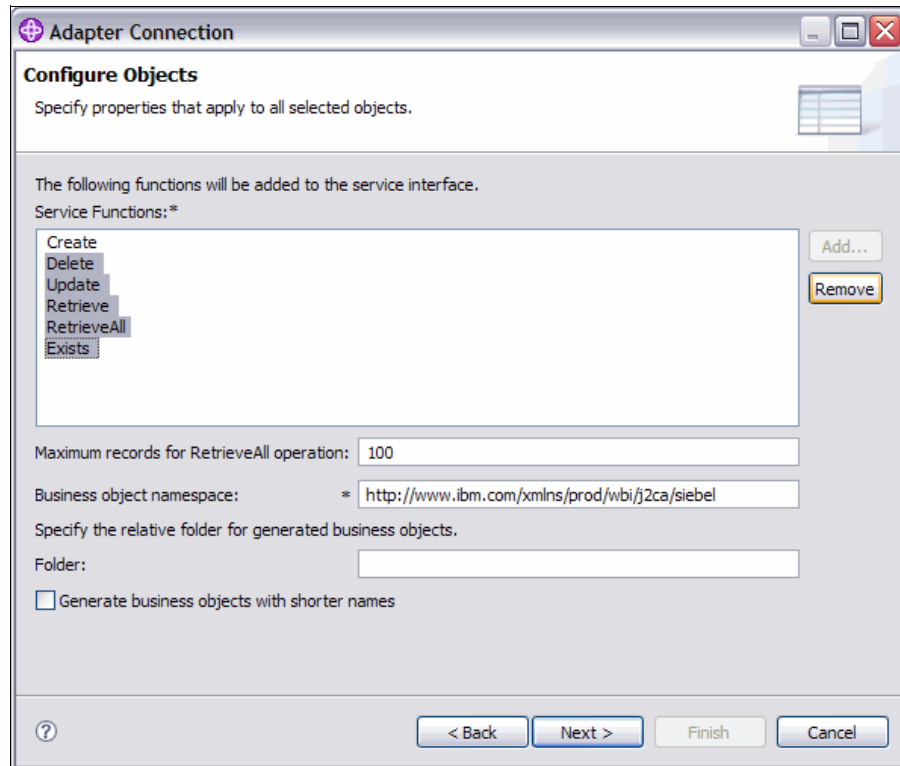 Adapter Connection
Configure Objects
Specify properties that apply to all selected objects.
The following functions will be added to the service interface.
Service Functions:*
Create
Delete
Update
Retrieve
RetrieveAll
Exists
Add...
Remove
Maximum records for RetrieveAll operation: 100
Business object namespace: * http://www.ibm.com/xmlns/prod/wbi/j2ca/siebel
Specify the relative folder for generated business objects.
Folder:
Generate business objects with shorter names
? < Back Next > Finish Cancel